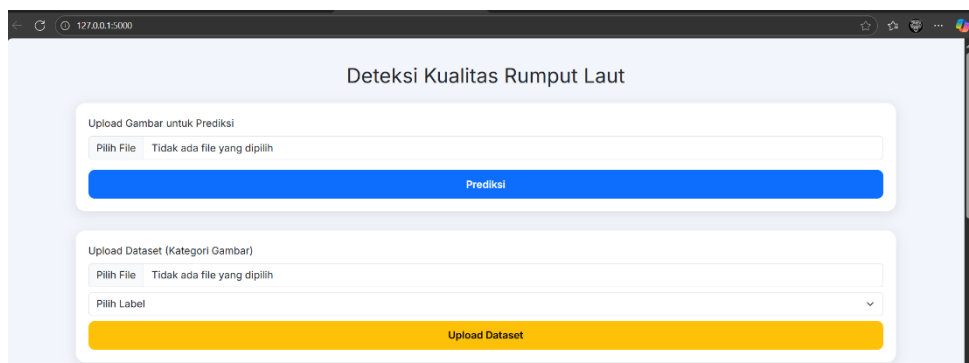 127.0.0.1:5000
Deteksi Kualitas Rumput Laut
Upload Gambar untuk Prediksi
Pilih File Tidak ada file yang dipilih
Prediksi
Upload Dataset (Kategori Gambar)
Pilih File Tidak ada file yang dipilih
Pilih Label
Upload Dataset